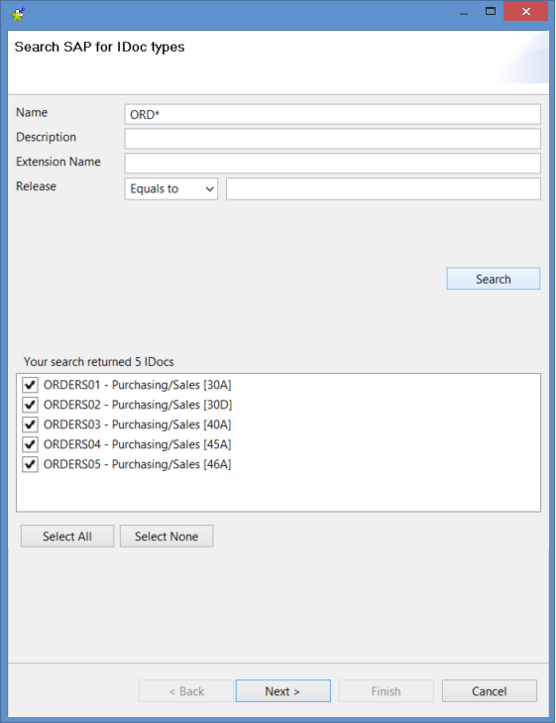 Search SAP for IDoc types
Name ORD*
Description
Extension Name
Release Equals to
Search
Your search returned 5 IDocs
ORDERS01 - Purchasing/Sales [30A]
ORDERS02 - Purchasing/Sales [30D]
ORDERS03 - Purchasing/Sales [40A]
ORDERS04 - Purchasing/Sales [45A]
ORDERS05 - Purchasing/Sales [46A]
Select All Select None
< Back Next > Finish Cancel